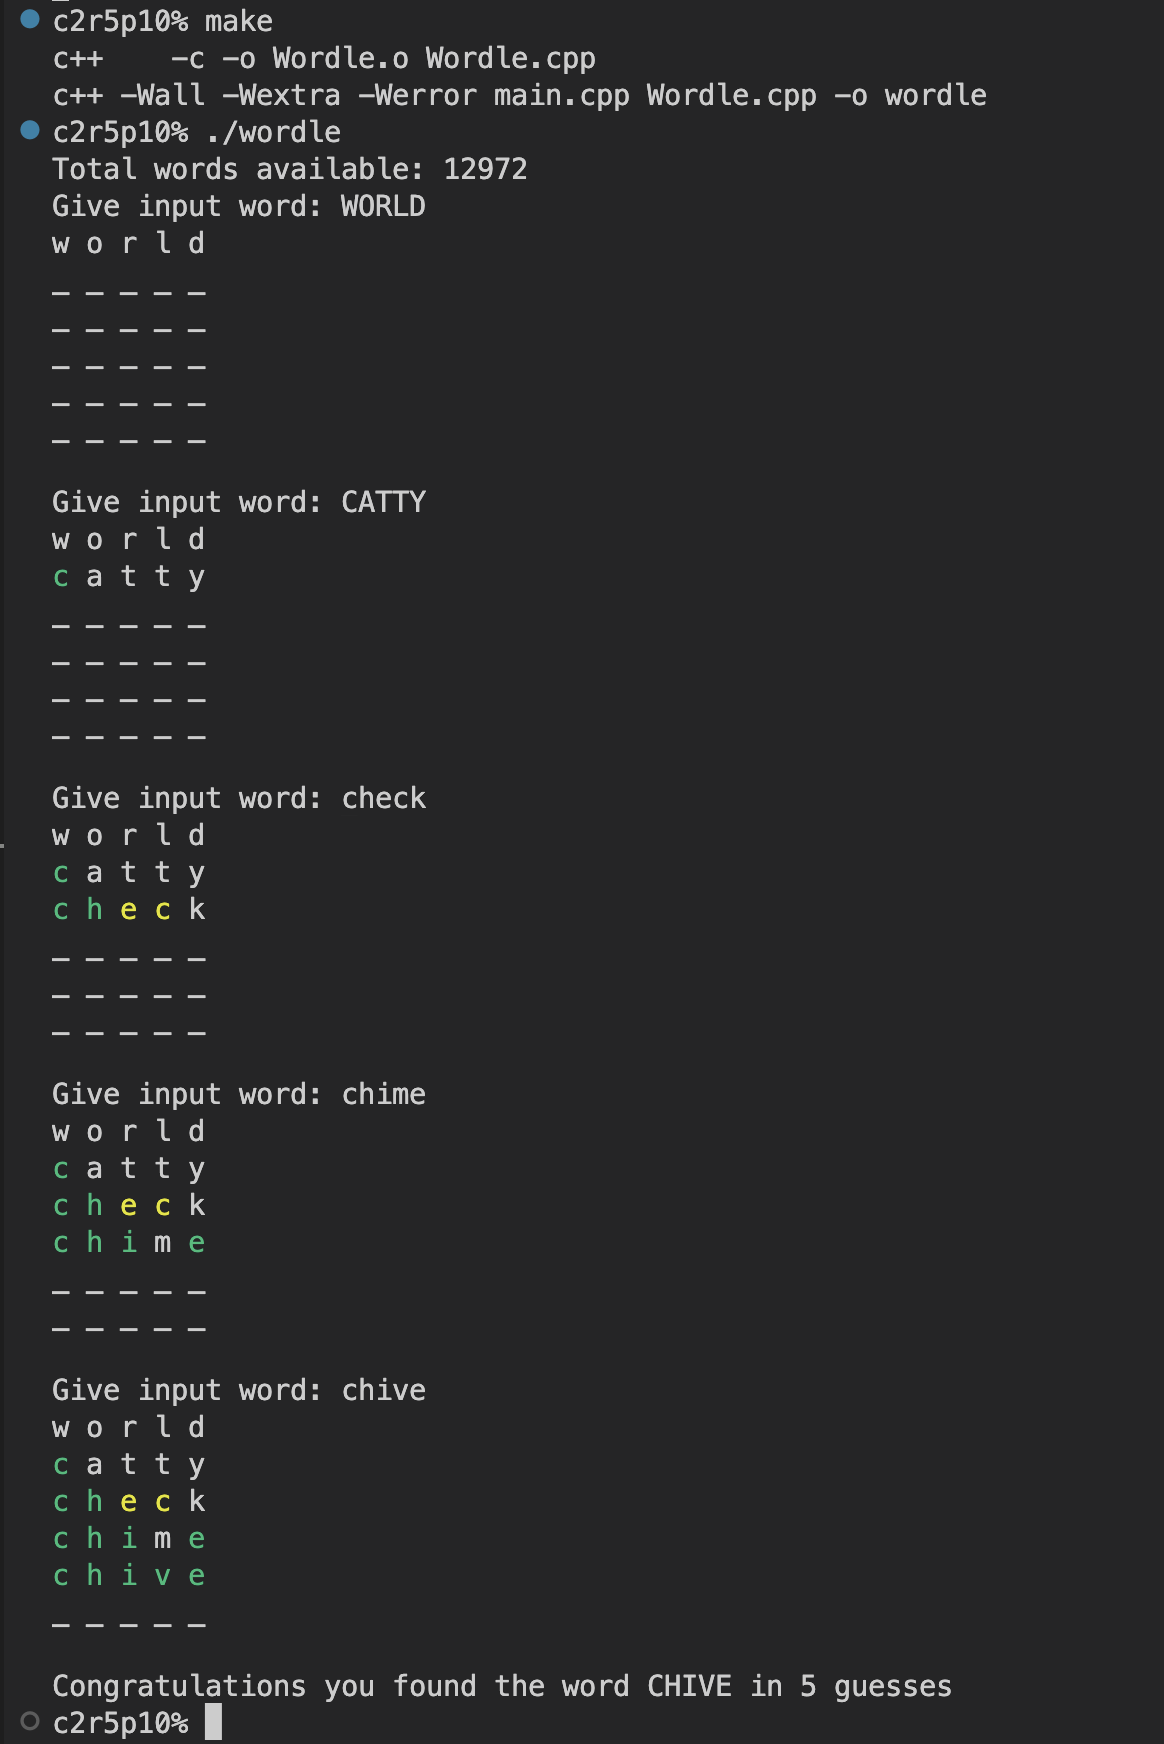 c2r5p10% make
c++    -c -o Wordle.o Wordle.cpp
c++ -Wall -Wextra -Werror main.cpp Wordle.cpp -o wordle
c2r5p10% ./wordle
Total words available: 12972
Give input word: WORLD
w o r l d
_ _ _ _ _
_ _ _ _ _
_ _ _ _ _
_ _ _ _ _
_ _ _ _ _

Give input word: CATTY
w o r l d
c a t t y
_ _ _ _ _
_ _ _ _ _
_ _ _ _ _
_ _ _ _ _

Give input word: check
w o r l d
c a t t y
c h e c k
_ _ _ _ _
_ _ _ _ _
_ _ _ _ _

Give input word: chime
w o r l d
c a t t y
c h e c k
c h i m e
_ _ _ _ _
_ _ _ _ _

Give input word: chive
w o r l d
c a t t y
c h e c k
c h i m e
c h i v e
_ _ _ _ _

Congratulations you found the word CHIVE in 5 guesses
c2r5p10%